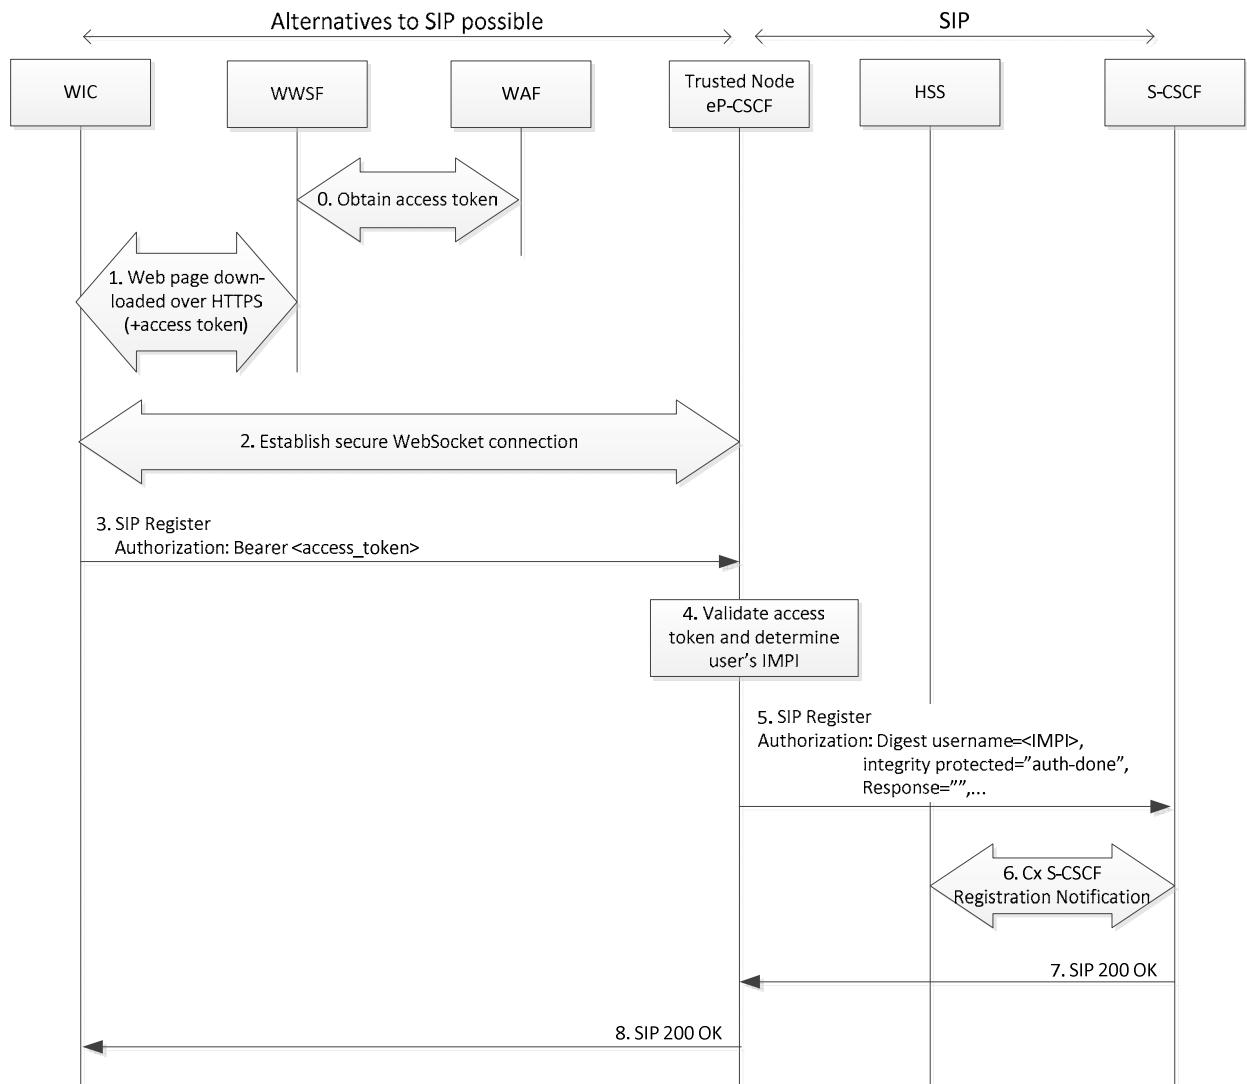 Alternatives to SIP possible
SIP
WIC
WWSF
WAF
Trusted Node
eP-CSCF
HSS
S-CSCF
0. Obtain access token
1. Web page down-
loaded over HTTPS
(+access token)
2. Establish secure WebSocket connection
3. SIP Register
Authorization: Bearer <access_token>
4. Validate access
token and determine
user’s IMPI
5. SIP Register
Authorization: Digest username=<IMPI>,
integrity protected=”auth-done”,
Response=””,...
6. Cx S-CSCF
Registration Notification
7. SIP 200 OK
8. SIP 200 OK